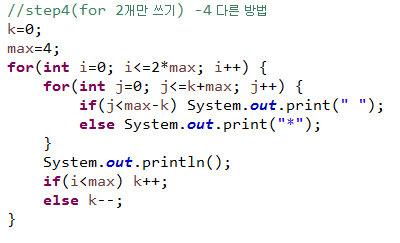 //step4(for 2개만 쓰기) -4 다른 방법
k=0;
max=4;
for(int i=0; i<=2*max; i++) {
    for(int j=0; j<=k+max; j++) {
        if(j<max-k) System.out.print(" ");
        else System.out.print("*");
    }
    System.out.println();
    if(i<max) k++;
    else k--;
}